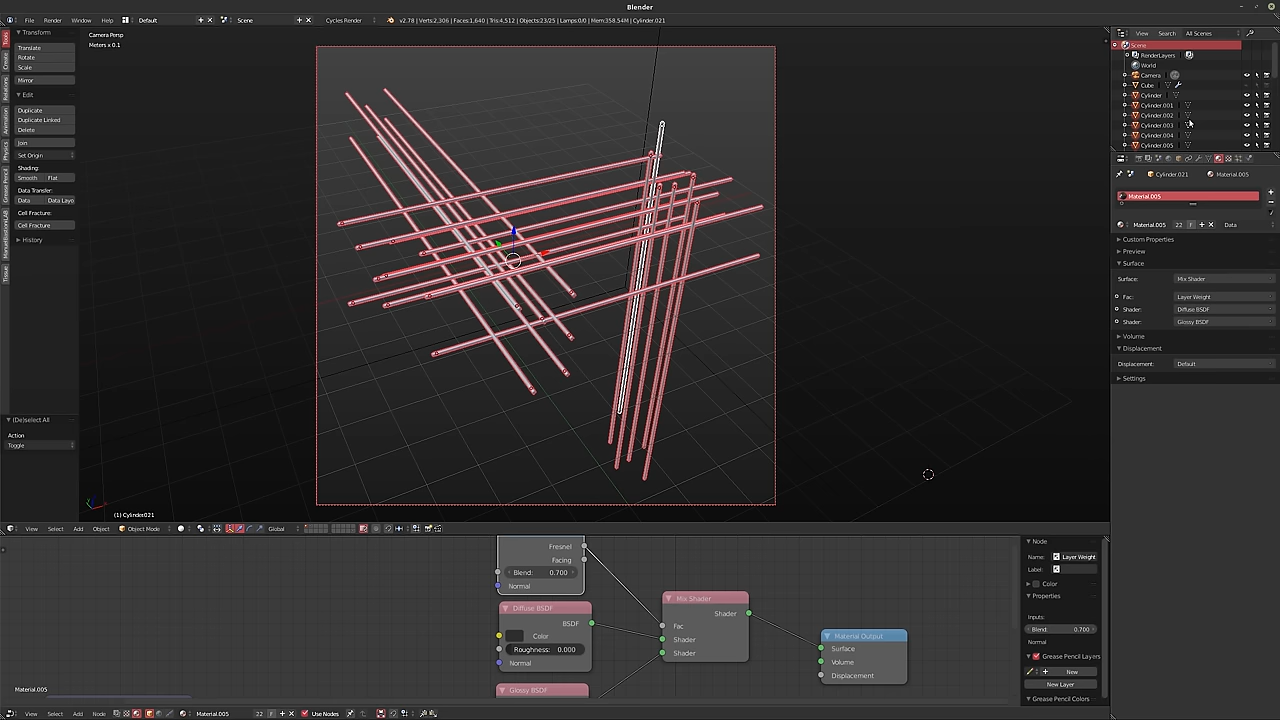 Blender
File Render Window Help Default Scene Cycles Render v2.78 | Verts:2,306 | Faces:1,640 | Tris:4,512 | Objects:23/25 | Lamps:0/0 | Mem:358.54M | Cylinder.021
Camera Persp
Meters x 0.1
Transform
Translate
Rotate
Scale
Mirror
Edit
Duplicate
Duplicate Linked
Delete
Join
Set Origin
Shading:
Smooth Flat
Data Transfer:
Data Data Layo
Cell Fracture:
Cell Fracture
History
Tools
Create
Relations
Animation
Physics
Grease Pencil
Tissue
(De)select All
Action
Toggle
(1) Cylinder.021
View Select Add Object Object Mode Global
View Search All Scenes
Scene
RenderLayers
World
Camera
Cube
Cylinder
Cylinder.001
Cylinder.002
Cylinder.003
Cylinder.004
Cylinder.005
Cylinder.021 Material.005
Material.005
Material.005 22 F Data
Custom Properties
Preview
Surface
Surface: Mix Shader
Fac: Layer Weight
Shader: Diffuse BSDF
Shader: Glossy BSDF
Volume
Displacement
Displacement: Default
Settings
Fresnel
Facing
Blend: 0.700
Normal
Diffuse BSDF
BSDF
Color
Roughness: 0.000
Normal
Glossy BSDF
Mix Shader
Shader
Fac
Shader
Shader
Material Output
Surface
Volume
Displacement
Node
Name: Layer Weight
Label:
Color
Properties
Inputs:
Blend: 0.700
Normal
Grease Pencil Layers
New
New Layer
Grease Pencil Colors
Material.005
View Select Add Node Material.005 22 F Use Nodes